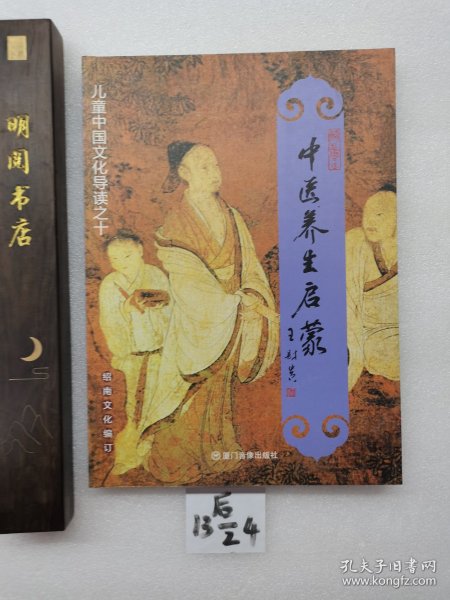 明阅书店
儿童中国文化导读之十
中医养生启蒙
绍南文化编订
厦门音像出版社
后
13-24
孔夫子旧书网
www.kongfz.com